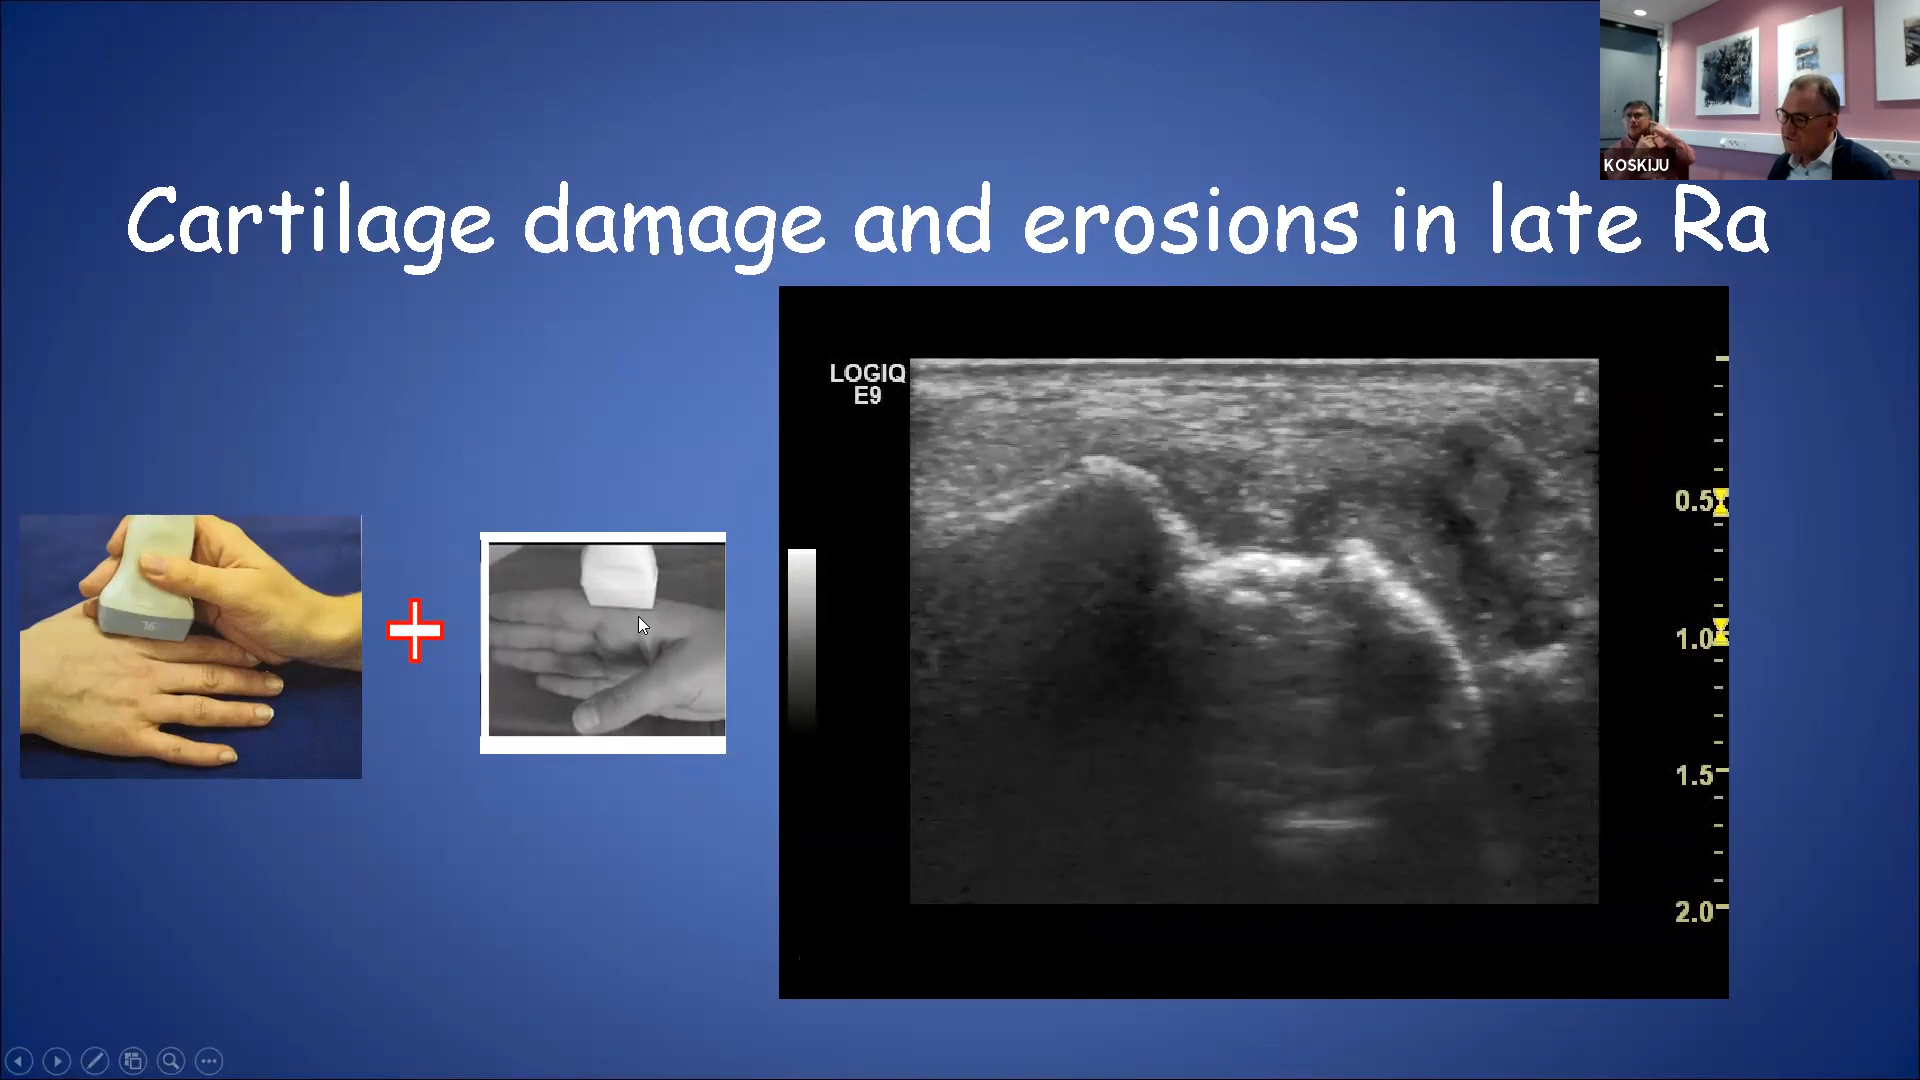 KOSKIJU
Cartilage damage and erosions in late Ra
LOGIQ
E9
0.5
1.0
1.5
2.0